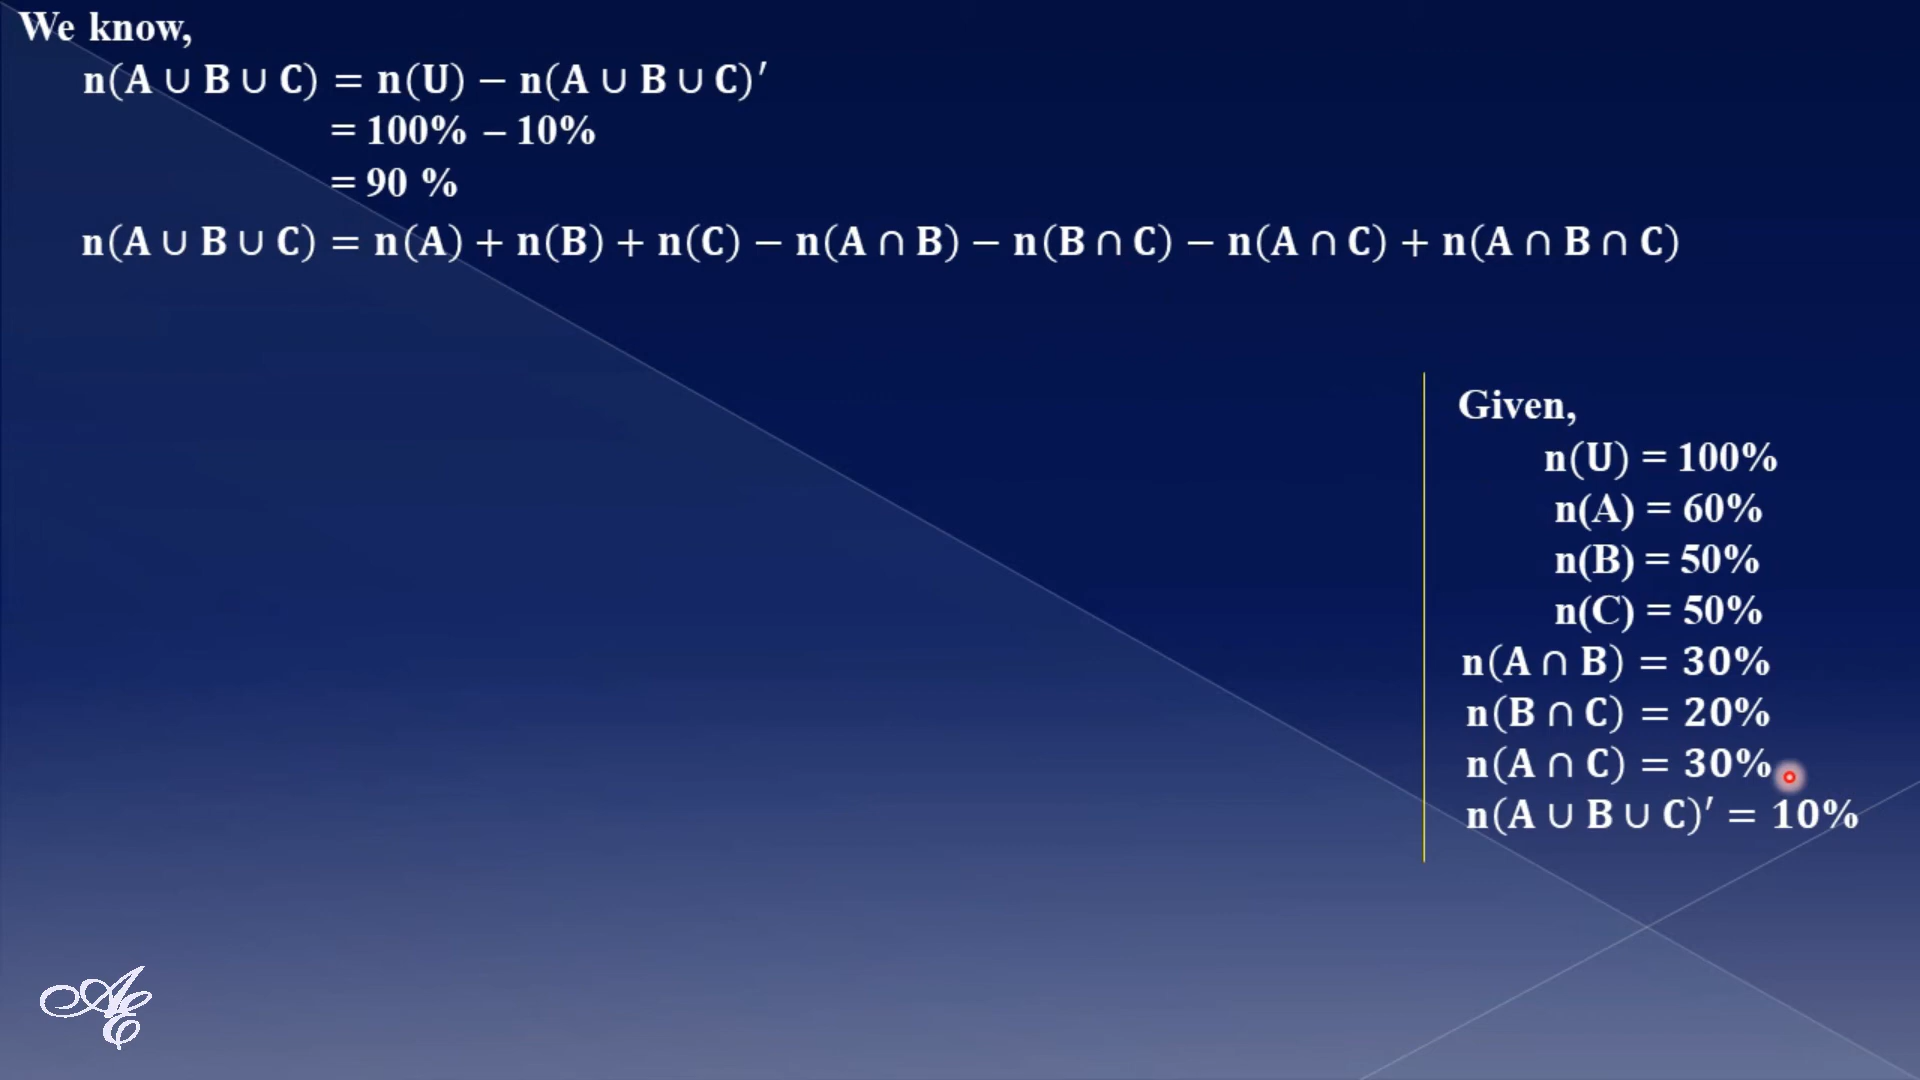 We know,
n(A ∪ B ∪ C) = n(U) − n(A ∪ B ∪ C)′
= 100% – 10%
= 90 %
n(A ∪ B ∪ C) = n(A) + n(B) + n(C) − n(A ∩ B) − n(B ∩ C) − n(A ∩ C) + n(A ∩ B ∩ C)
Given,
n(U) = 100%
n(A) = 60%
n(B) = 50%
n(C) = 50%
n(A ∩ B) = 30%
n(B ∩ C) = 20%
n(A ∩ C) = 30%
n(A ∪ B ∪ C)′ = 10%